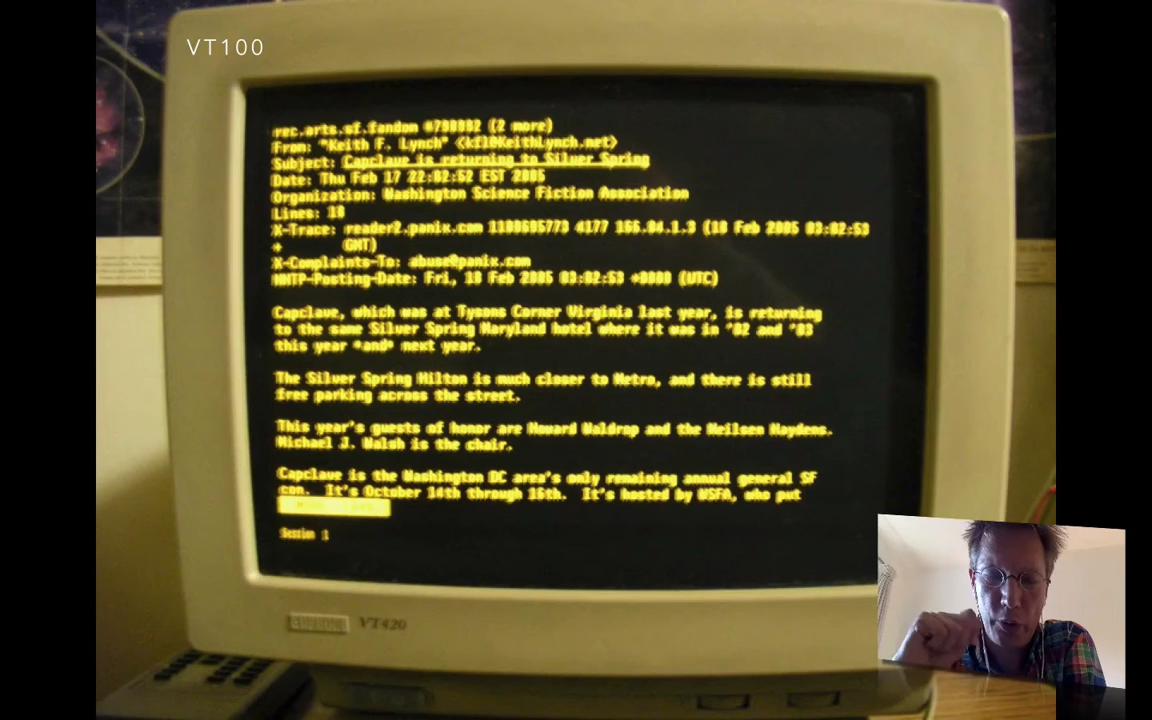 VT100
rec.arts.sf.fandom #798092 (2 more)
From: "Keith F. Lynch" <kfl@KeithLynch.net>
Subject: Capclave is returning to Silver Spring
Date: Thu Feb 17 22:02:52 EST 2005
Organization: Washington Science Fiction Association
Lines: 18
X-Trace: reader2.panix.com 1108695773 4177 166.84.1.3 (18 Feb 2005 03:02:53
+ GMT)
X-Complaints-To: abuse@panix.com
NNTP-Posting-Date: Fri, 18 Feb 2005 03:02:53 +0000 (UTC)
Capclave, which was at Tysons Corner Virginia last year, is returning
to the same Silver Spring Maryland hotel where it was in '02 and '03
this year *and* next year.
The Silver Spring Hilton is much closer to Metro, and there is still
free parking across the street.
This year's guests of honor are Howard Waldrop and the Neilsen Haydens.
Michael J. Walsh is the chair.
Capclave is the Washington DC area's only remaining annual general SF
con. It's October 14th through 16th. It's hosted by WSFA, who put
Session 1
VT420